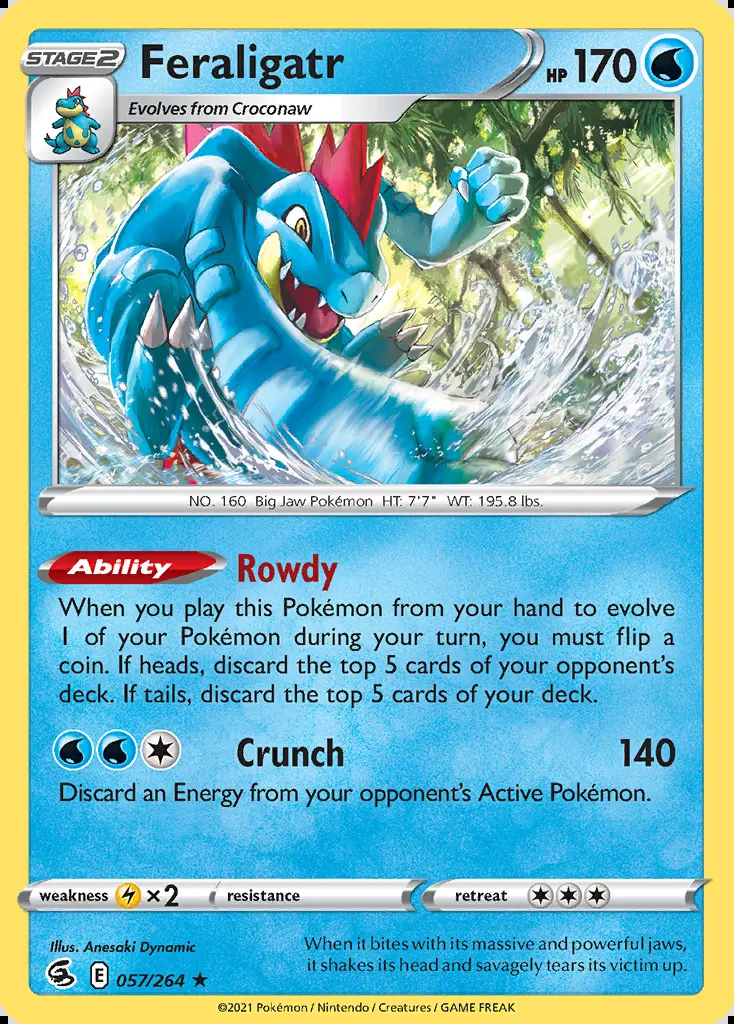 STAGE2 Feraligatr HP 170
Evolves from Croconaw
NO. 160 Big Jaw Pokémon HT: 7'7" WT: 195.8 lbs.
Ability Rowdy
When you play this Pokémon from your hand to evolve
1 of your Pokémon during your turn, you must flip a
coin. If heads, discard the top 5 cards of your opponent's
deck. If tails, discard the top 5 cards of your deck.
Crunch 140
Discard an Energy from your opponent's Active Pokémon.
weakness ×2 resistance retreat
Illus. Anesaki Dynamic
When it bites with its massive and powerful jaws,
it shakes its head and savagely tears its victim up.
E 057/264 ★
©2021 Pokémon / Nintendo / Creatures / GAME FREAK